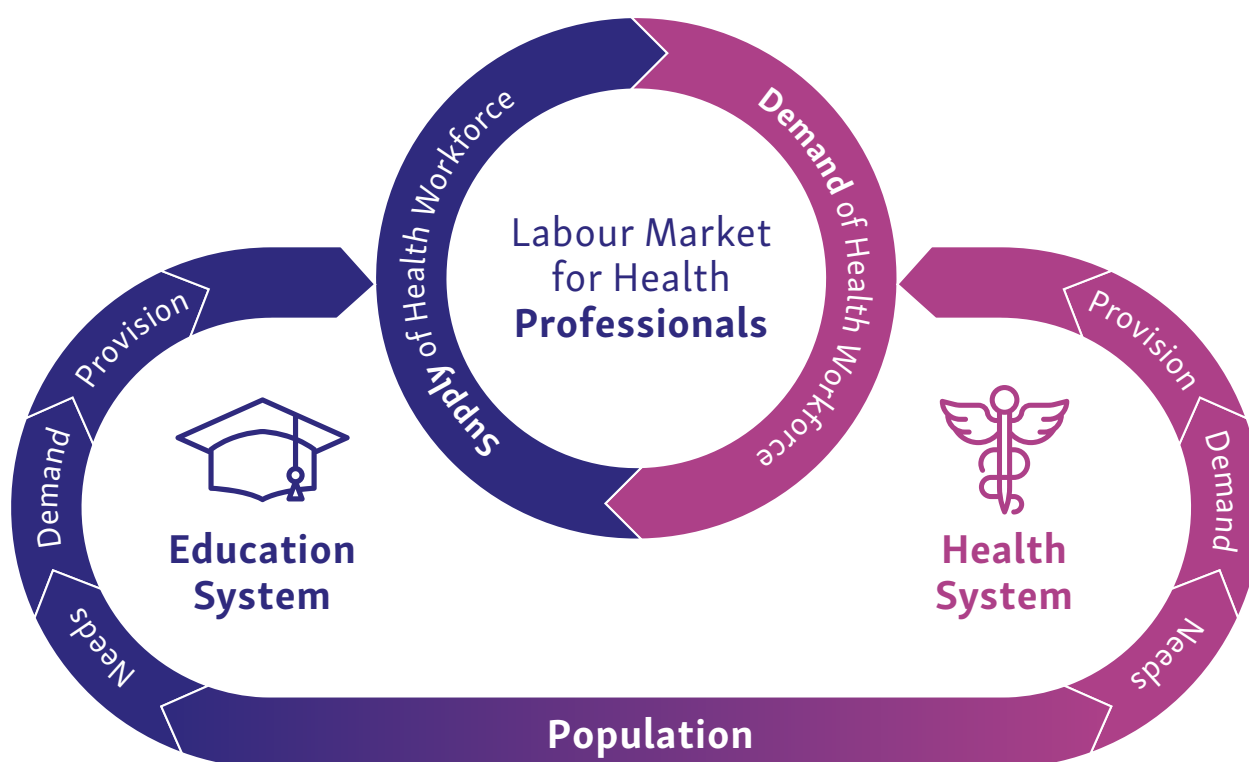 Supply of Health Workforce
Demand of Health Workforce
Labour Market
for Health
Professionals
Provision
Demand
Needs
Education
System
Provision
Demand
Needs
Health
System
Population